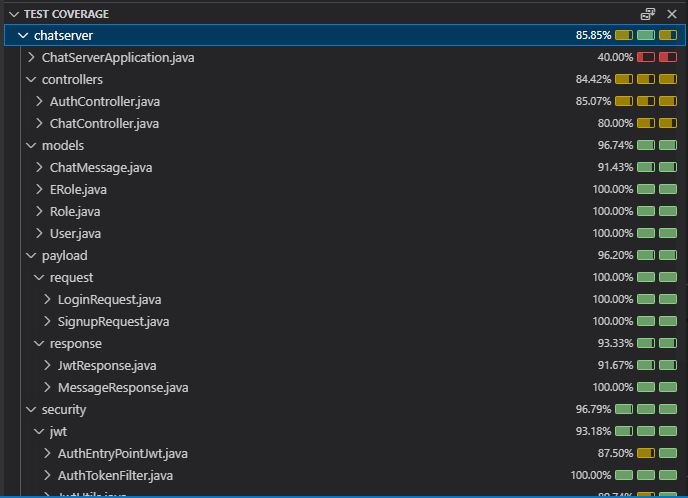 TEST COVERAGE
chatserver 85.85%
ChatServerApplication.java 40.00%
controllers 84.42%
AuthController.java 85.07%
ChatController.java 80.00%
models 96.74%
ChatMessage.java 91.43%
ERole.java 100.00%
Role.java 100.00%
User.java 100.00%
payload 96.20%
request 100.00%
LoginRequest.java 100.00%
SignupRequest.java 100.00%
response 93.33%
JwtResponse.java 91.67%
MessageResponse.java 100.00%
security 96.79%
jwt 93.18%
AuthEntryPointJwt.java 87.50%
AuthTokenFilter.java 100.00%
JwtUtils.java